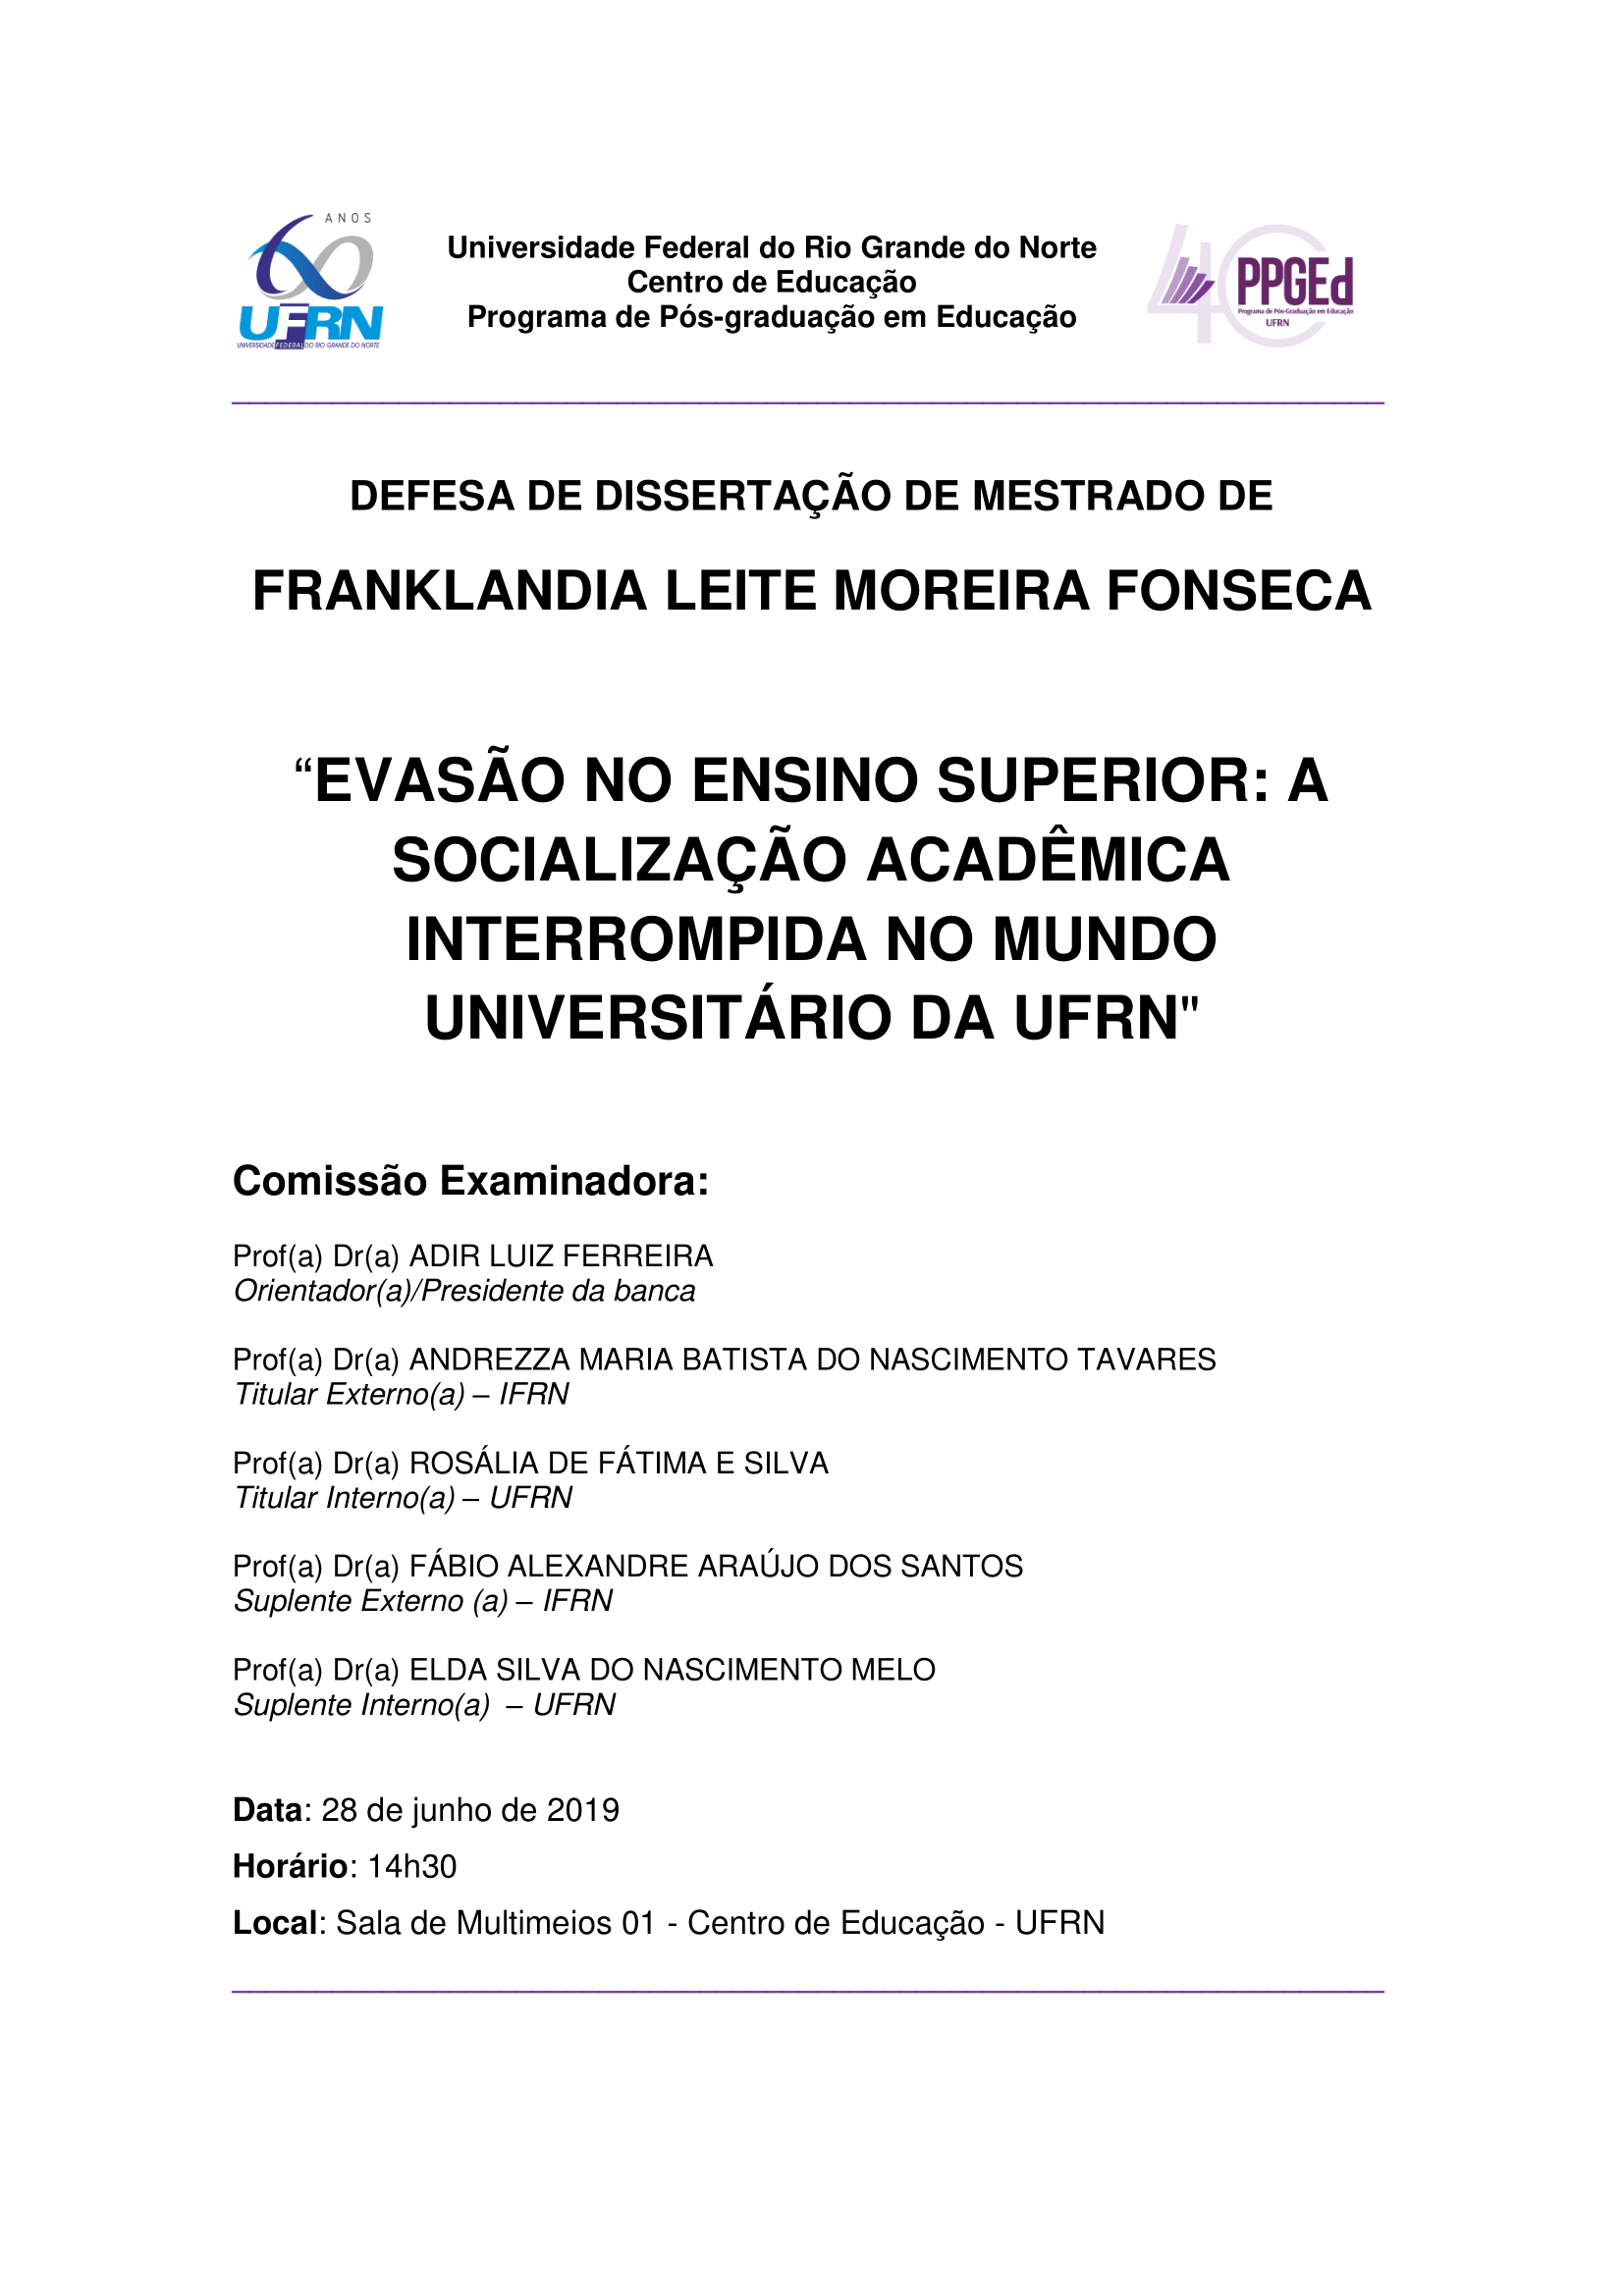 ANOS
UFRN
UNIVERSIDADE FEDERAL DO RIO GRANDE DO NORTE
Universidade Federal do Rio Grande do Norte
Centro de Educação
Programa de Pós-graduação em Educação
40
PPGEd
Programa de Pós-Graduação em Educação
UFRN
DEFESA DE DISSERTAÇÃO DE MESTRADO DE
FRANKLANDIA LEITE MOREIRA FONSECA
“EVASÃO NO ENSINO SUPERIOR: A
SOCIALIZAÇÃO ACADÊMICA
INTERROMPIDA NO MUNDO
UNIVERSITÁRIO DA UFRN"
Comissão Examinadora:
Prof(a) Dr(a) ADIR LUIZ FERREIRA
Orientador(a)/Presidente da banca
Prof(a) Dr(a) ANDREZZA MARIA BATISTA DO NASCIMENTO TAVARES
Titular Externo(a) – IFRN
Prof(a) Dr(a) ROSÁLIA DE FÁTIMA E SILVA
Titular Interno(a) – UFRN
Prof(a) Dr(a) FÁBIO ALEXANDRE ARAÚJO DOS SANTOS
Suplente Externo (a) – IFRN
Prof(a) Dr(a) ELDA SILVA DO NASCIMENTO MELO
Suplente Interno(a)  – UFRN
Data: 28 de junho de 2019
Horário: 14h30
Local: Sala de Multimeios 01 - Centro de Educação - UFRN